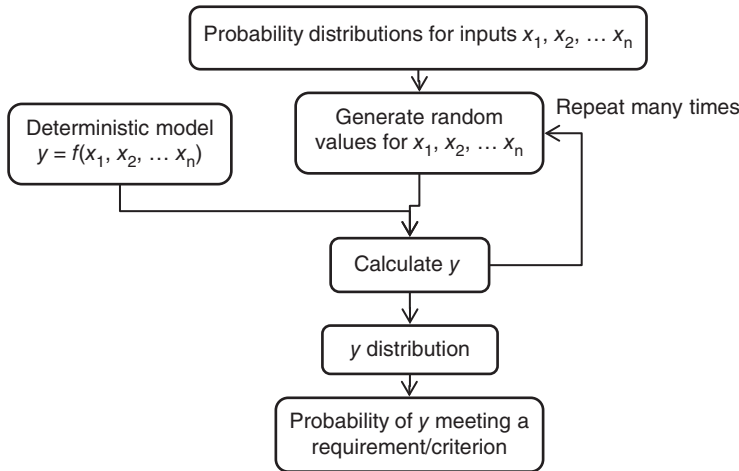 Probability distributions for inputs x₁, x₂, … xₙ
Generate random
values for x₁, x₂, … xₙ
Repeat many times
Deterministic model
y = f(x₁, x₂, … xₙ)
Calculate y
y distribution
Probability of y meeting a
requirement/criterion